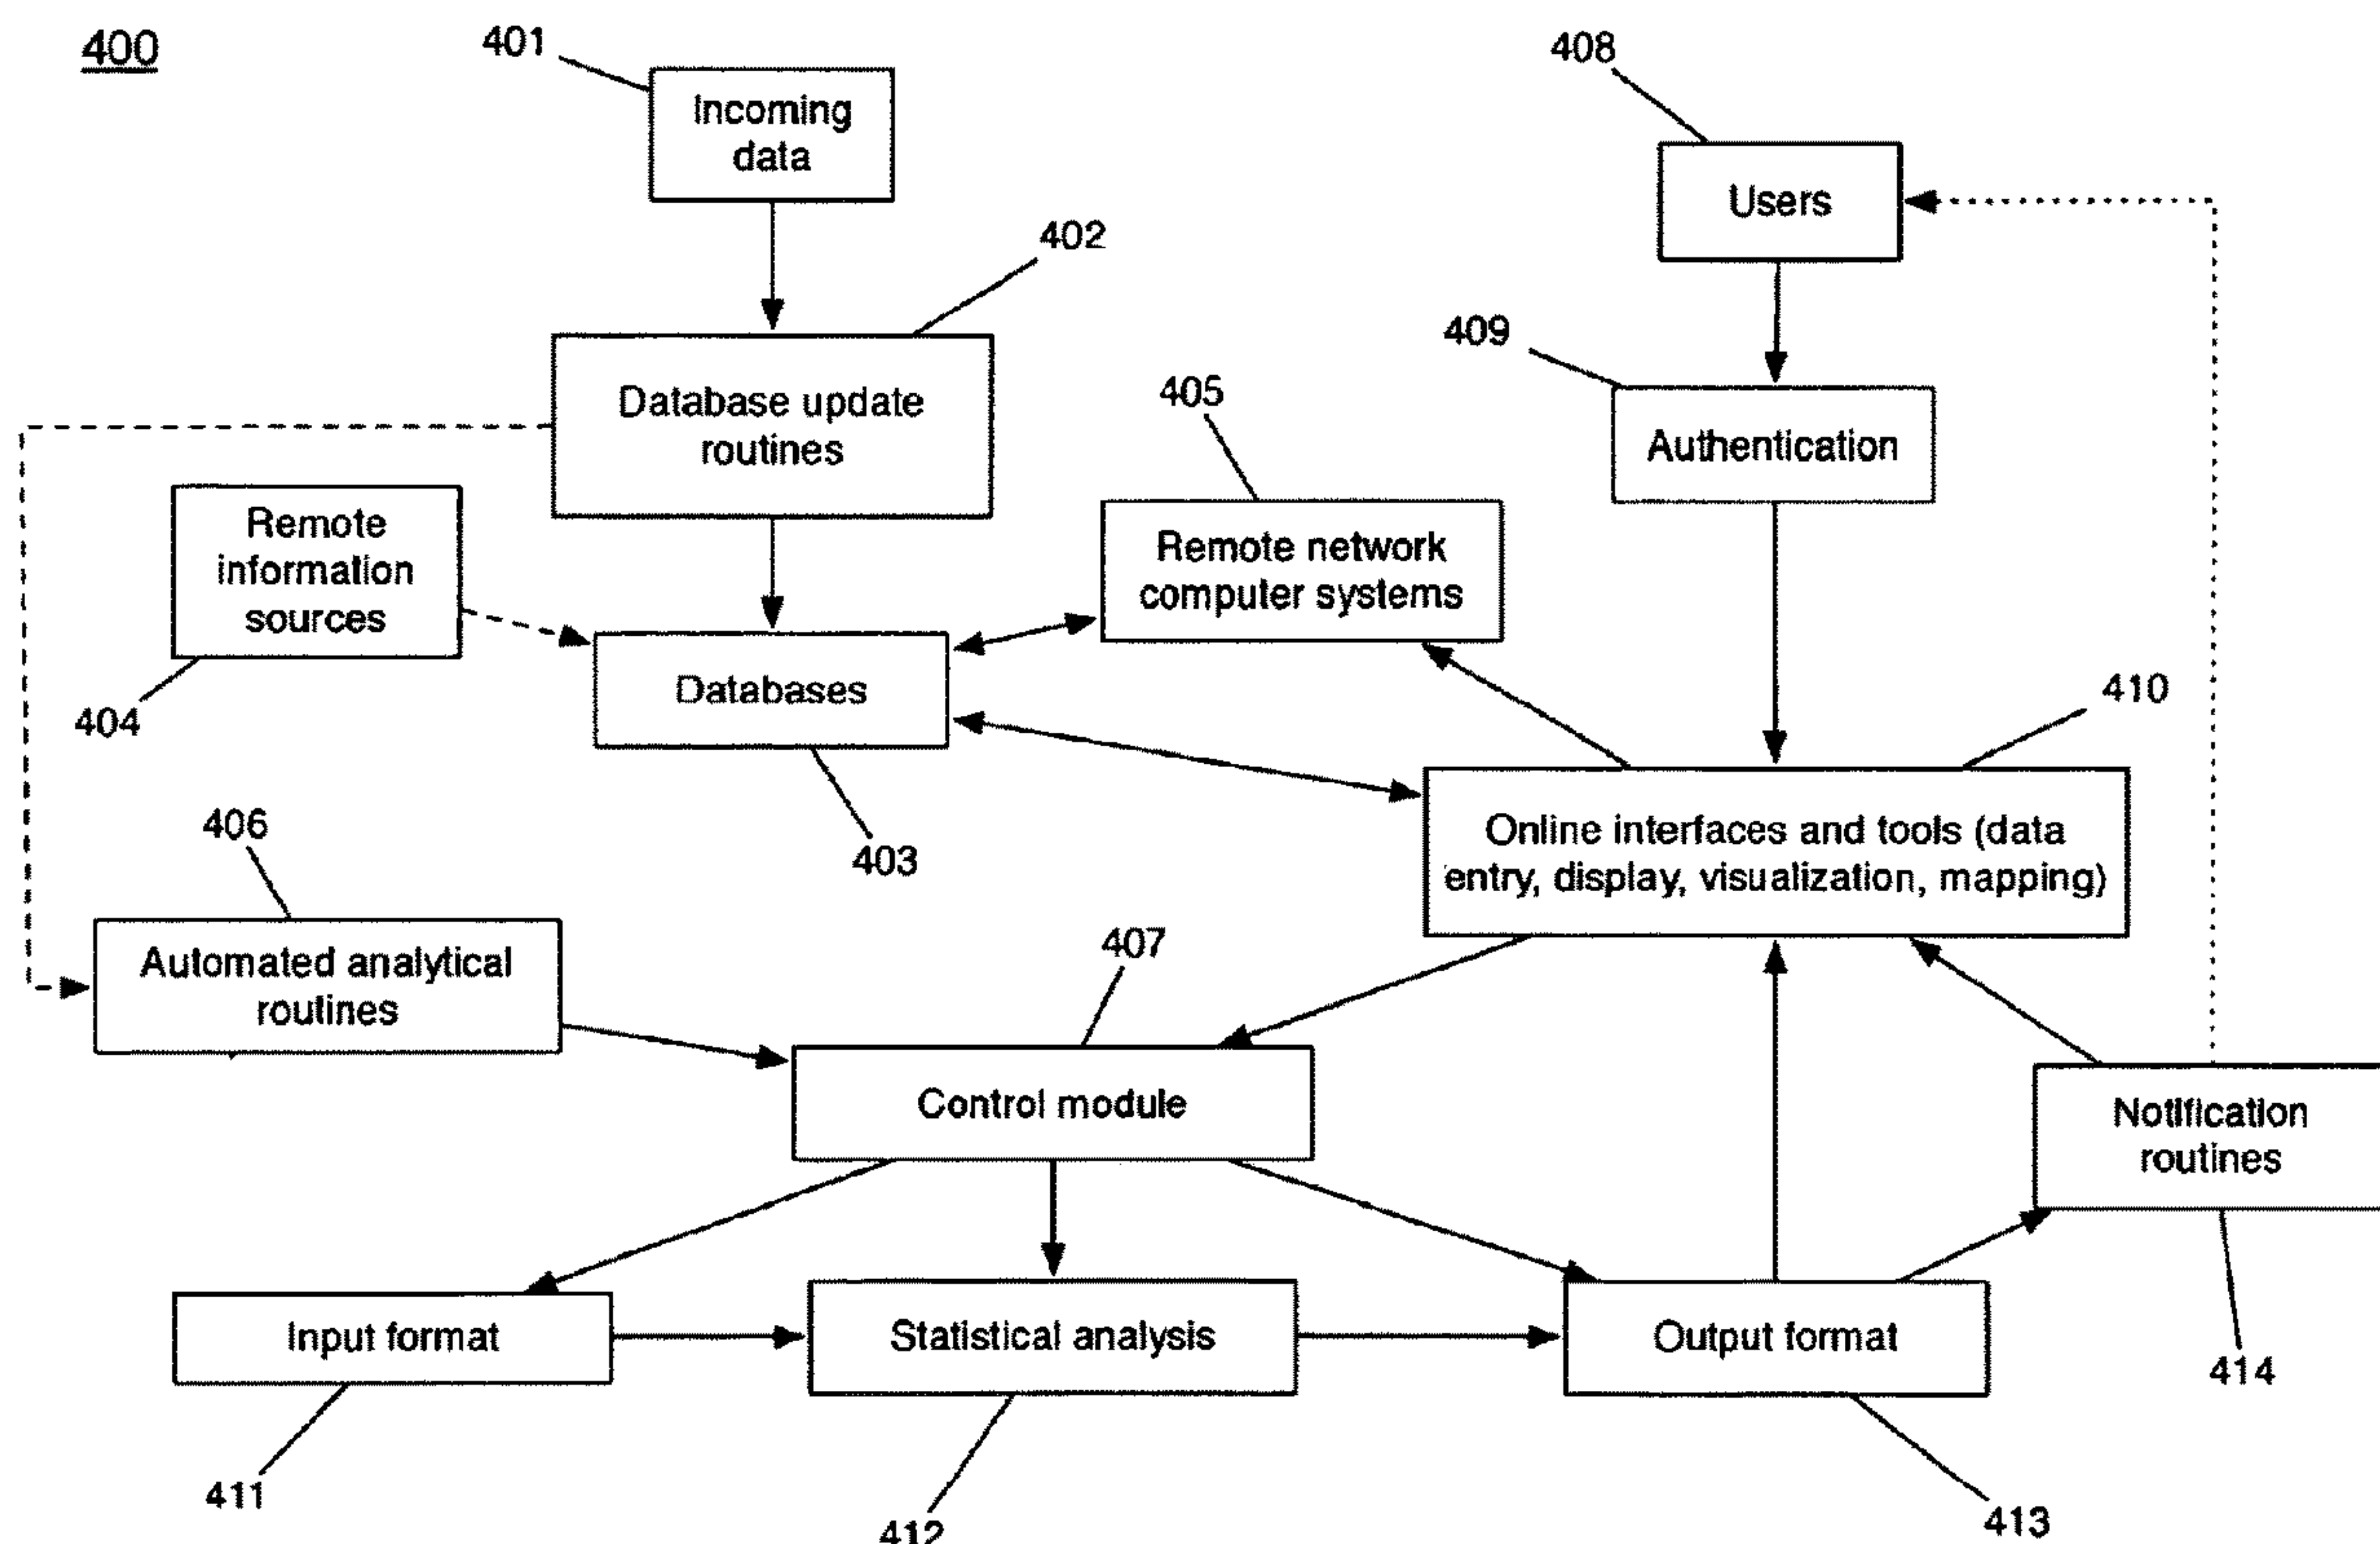 400
401
Incoming
data
408
Users
402
Database update
routines
409
Authentication
405
Remote network
computer systems
Remote
information
sources
404
Databases
403
410
Online interfaces and tools (data
entry, display, visualization, mapping)
406
Automated analytical
routines
407
Control module
Notification
routines
414
Input format
411
Statistical analysis
412
Output format
413